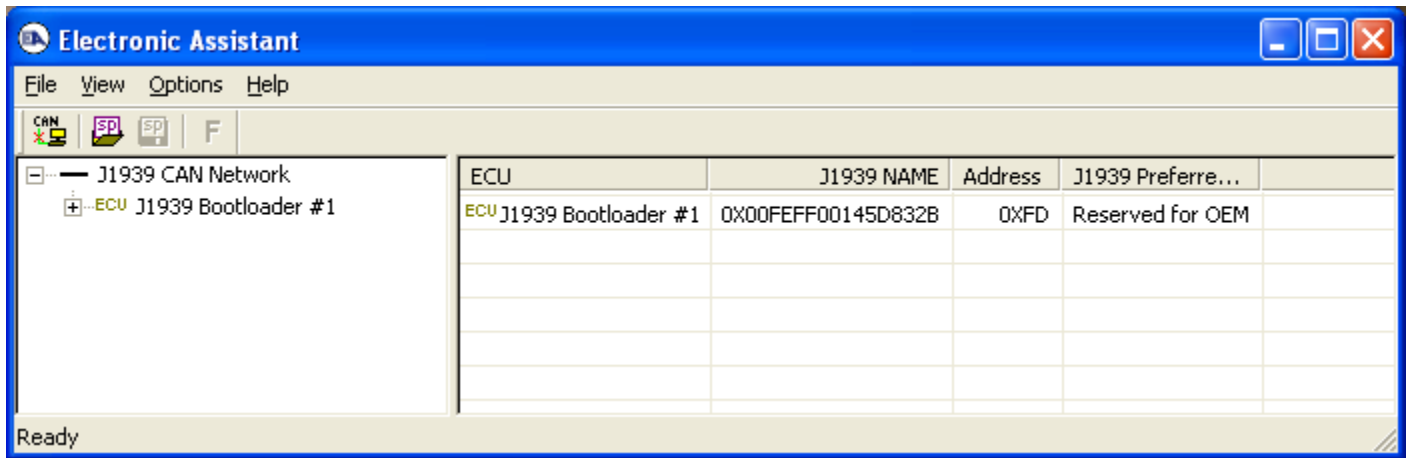 Electronic Assistant
File View Options Help
CAN SP SP F
J1939 CAN Network
ECU J1939 Bootloader #1
ECU J1939 NAME Address J1939 Preferre...
ECU J1939 Bootloader #1 0X00FEFF00145D832B 0XFD Reserved for OEM
Ready